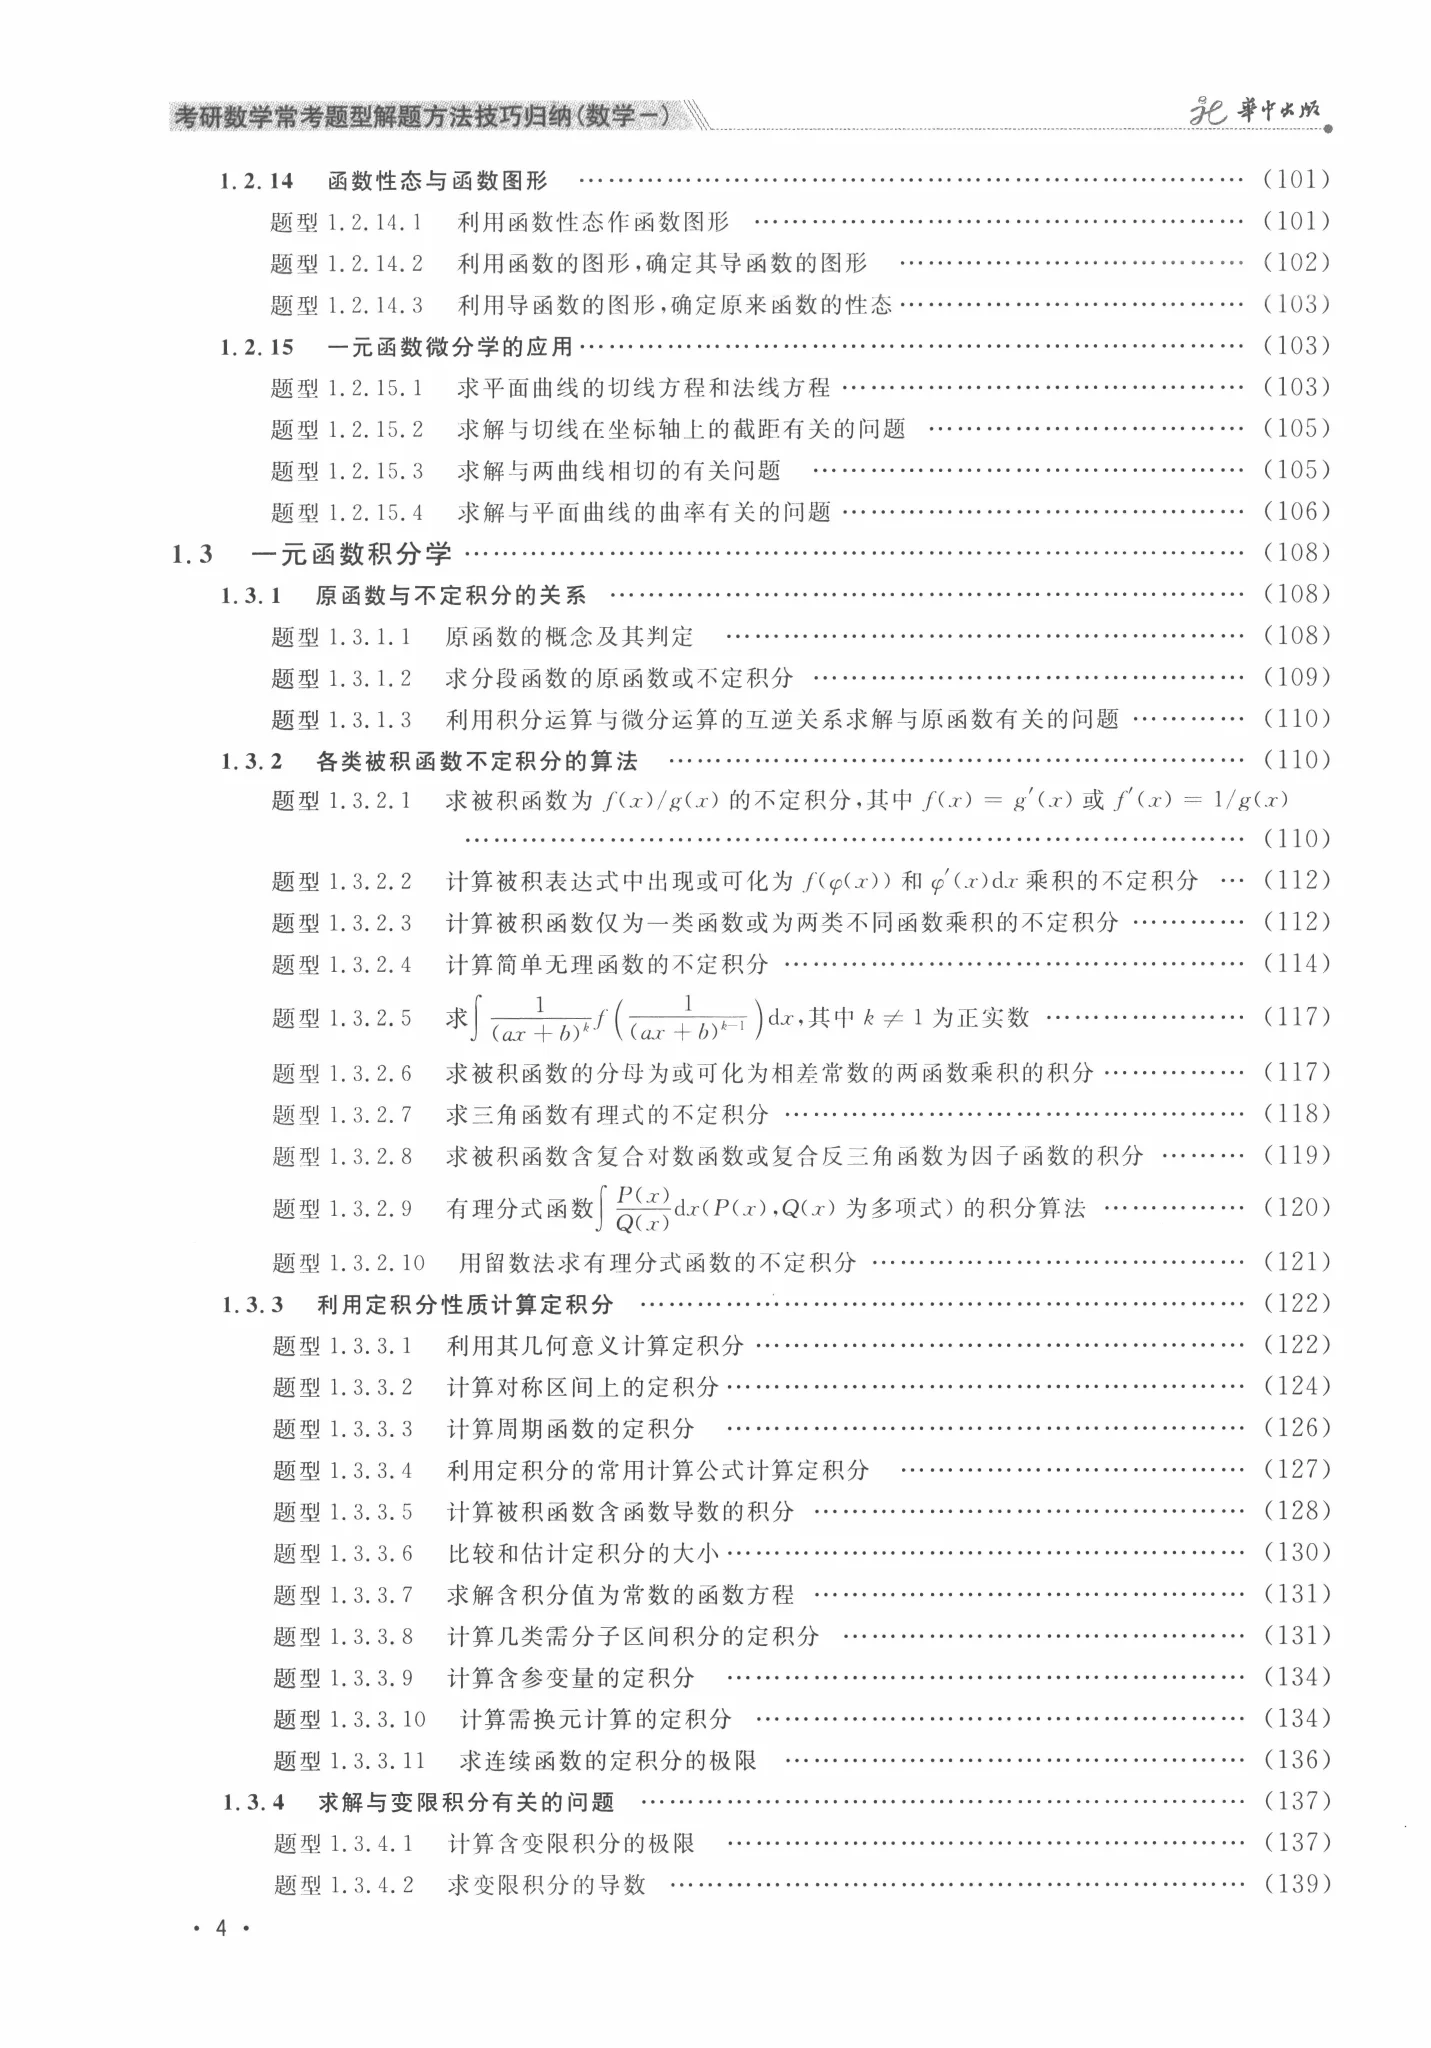 考研数学常考题型解题方法技巧归纳(数学一)
华中出版
1.2.14 函数性态与函数图形 …… (101)
题型 1.2.14.1 利用函数性态作函数图形 …… (101)
题型 1.2.14.2 利用函数的图形,确定其导函数的图形 …… (102)
题型 1.2.14.3 利用导函数的图形,确定原来函数的性态 …… (103)
1.2.15 一元函数微分学的应用 …… (103)
题型 1.2.15.1 求平面曲线的切线方程和法线方程 …… (103)
题型 1.2.15.2 求解与切线在坐标轴上的截距有关的问题 …… (105)
题型 1.2.15.3 求解与两曲线相切的有关问题 …… (105)
题型 1.2.15.4 求解与平面曲线的曲率有关的问题 …… (106)
1.3 一元函数积分学 …… (108)
1.3.1 原函数与不定积分的关系 …… (108)
题型 1.3.1.1 原函数的概念及其判定 …… (108)
题型 1.3.1.2 求分段函数的原函数或不定积分 …… (109)
题型 1.3.1.3 利用积分运算与微分运算的互逆关系求解与原函数有关的问题 …… (110)
1.3.2 各类被积函数不定积分的算法 …… (110)
题型 1.3.2.1 求被积函数为 f(x)/g(x) 的不定积分,其中 f(x) = g′(x) 或 f′(x) = 1/g(x)
…… (110)
题型 1.3.2.2 计算被积表达式中出现或可化为 f(φ(x)) 和 φ′(x)dx 乘积的不定积分 … (112)
题型 1.3.2.3 计算被积函数仅为一类函数或为两类不同函数乘积的不定积分 …… (112)
题型 1.3.2.4 计算简单无理函数的不定积分 …… (114)
题型 1.3.2.5 求∫ 1/(ax + b)^k f(1/(ax + b)^(k−1))dx,其中 k ≠ 1 为正实数 …… (117)
题型 1.3.2.6 求被积函数的分母为或可化为相差常数的两函数乘积的积分 …… (117)
题型 1.3.2.7 求三角函数有理式的不定积分 …… (118)
题型 1.3.2.8 求被积函数含复合对数函数或复合反三角函数为因子函数的积分 …… (119)
题型 1.3.2.9 有理分式函数∫ P(x)/Q(x) dx(P(x),Q(x) 为多项式) 的积分算法 …… (120)
题型 1.3.2.10 用留数法求有理分式函数的不定积分 …… (121)
1.3.3 利用定积分性质计算定积分 …… (122)
题型 1.3.3.1 利用其几何意义计算定积分 …… (122)
题型 1.3.3.2 计算对称区间上的定积分 …… (124)
题型 1.3.3.3 计算周期函数的定积分 …… (126)
题型 1.3.3.4 利用定积分的常用计算公式计算定积分 …… (127)
题型 1.3.3.5 计算被积函数含函数导数的积分 …… (128)
题型 1.3.3.6 比较和估计定积分的大小 …… (130)
题型 1.3.3.7 求解含积分值为常数的函数方程 …… (131)
题型 1.3.3.8 计算几类需分子区间积分的定积分 …… (131)
题型 1.3.3.9 计算含参变量的定积分 …… (134)
题型 1.3.3.10 计算需换元计算的定积分 …… (134)
题型 1.3.3.11 求连续函数的定积分的极限 …… (136)
1.3.4 求解与变限积分有关的问题 …… (137)
题型 1.3.4.1 计算含变限积分的极限 …… (137)
题型 1.3.4.2 求变限积分的导数 …… (139)
· 4 ·